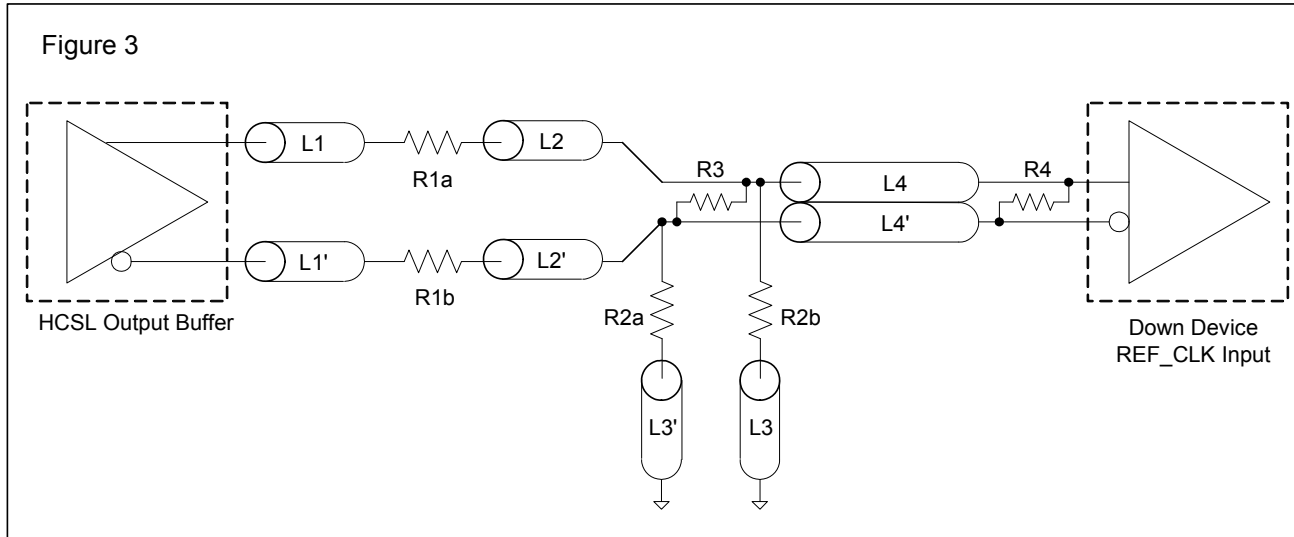 Figure 3
L1
R1a
L2
R3
L4
R4
L4'
L1'
R1b
L2'
HCSL Output Buffer
R2a
R2b
Down Device
REF_CLK Input
L3'
L3